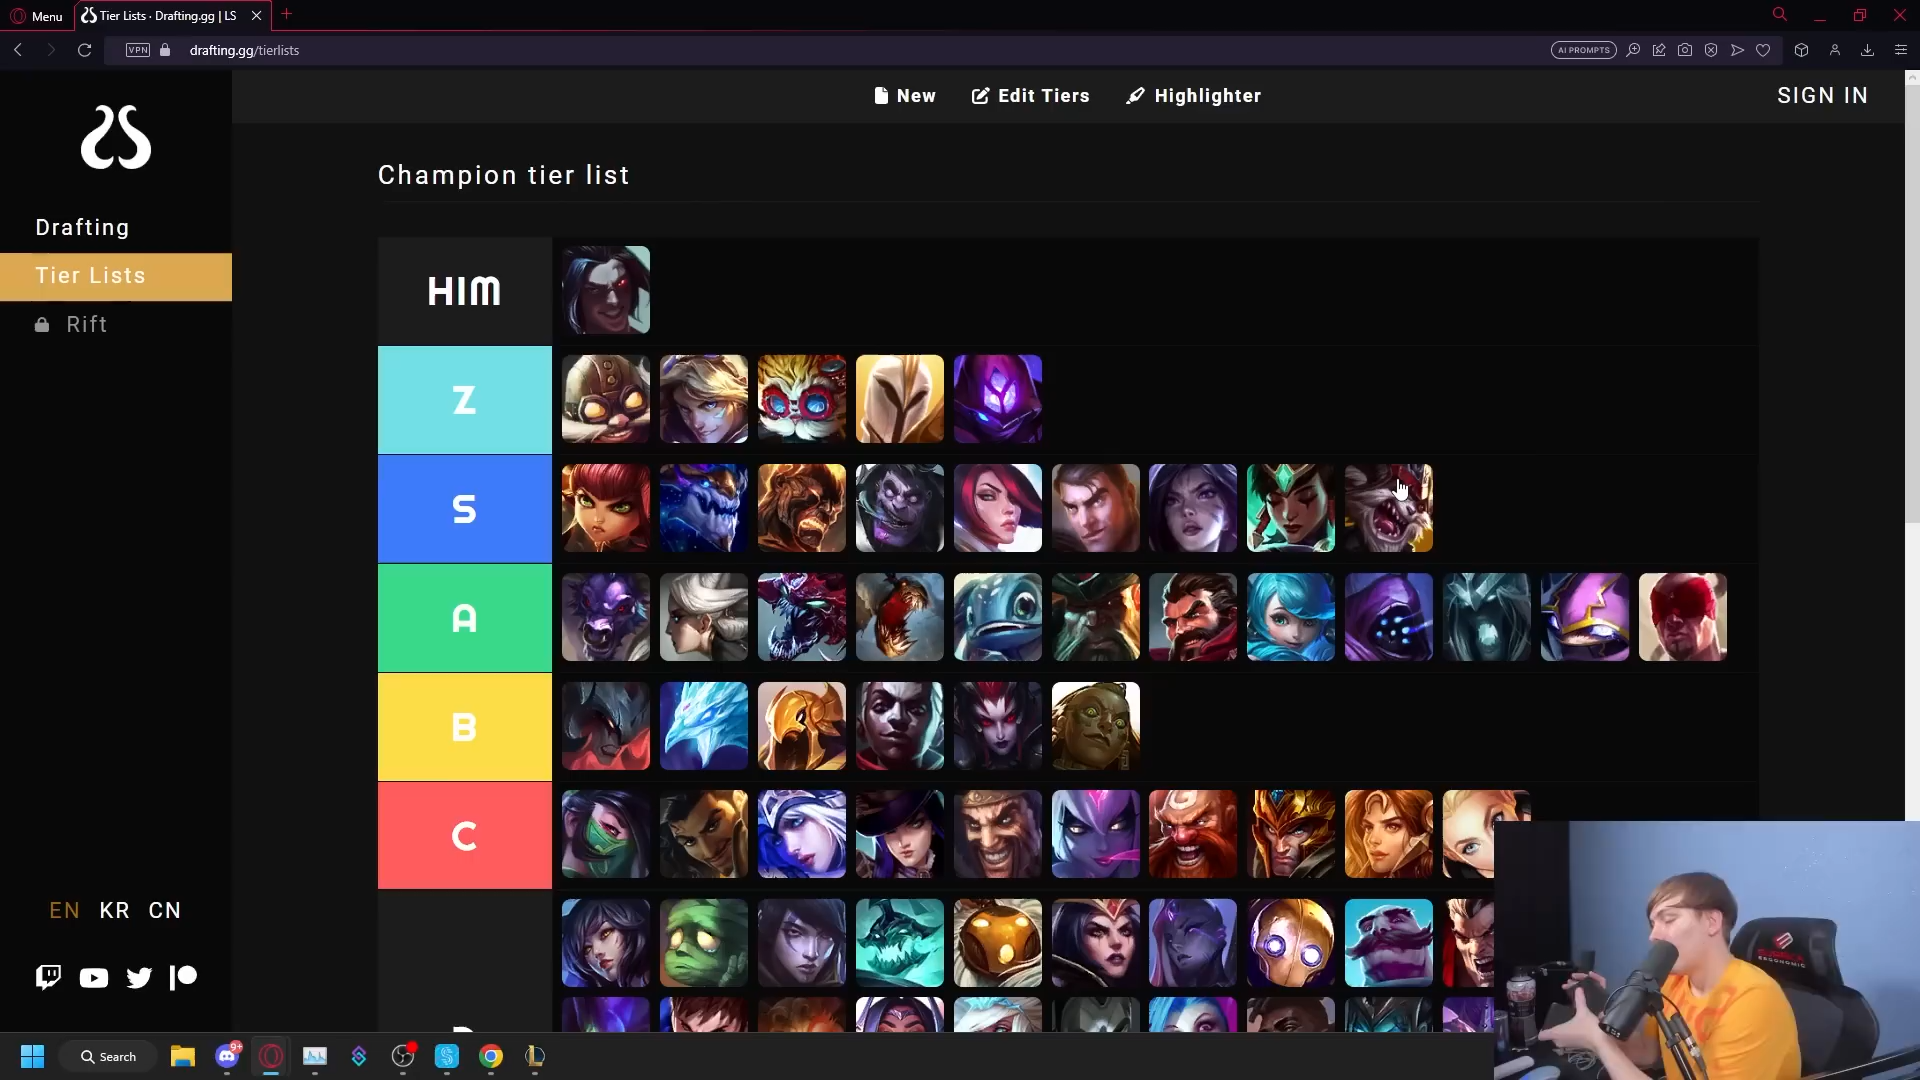 Menu
Tier Lists · Drafting.gg | LS
VPN
drafting.gg/tierlists
AI PROMPTS
New
Edit Tiers
Highlighter
SIGN IN
Drafting
Tier Lists
Rift
Champion tier list
HIM
Z
S
A
B
C
EN KR CN
Search
9+